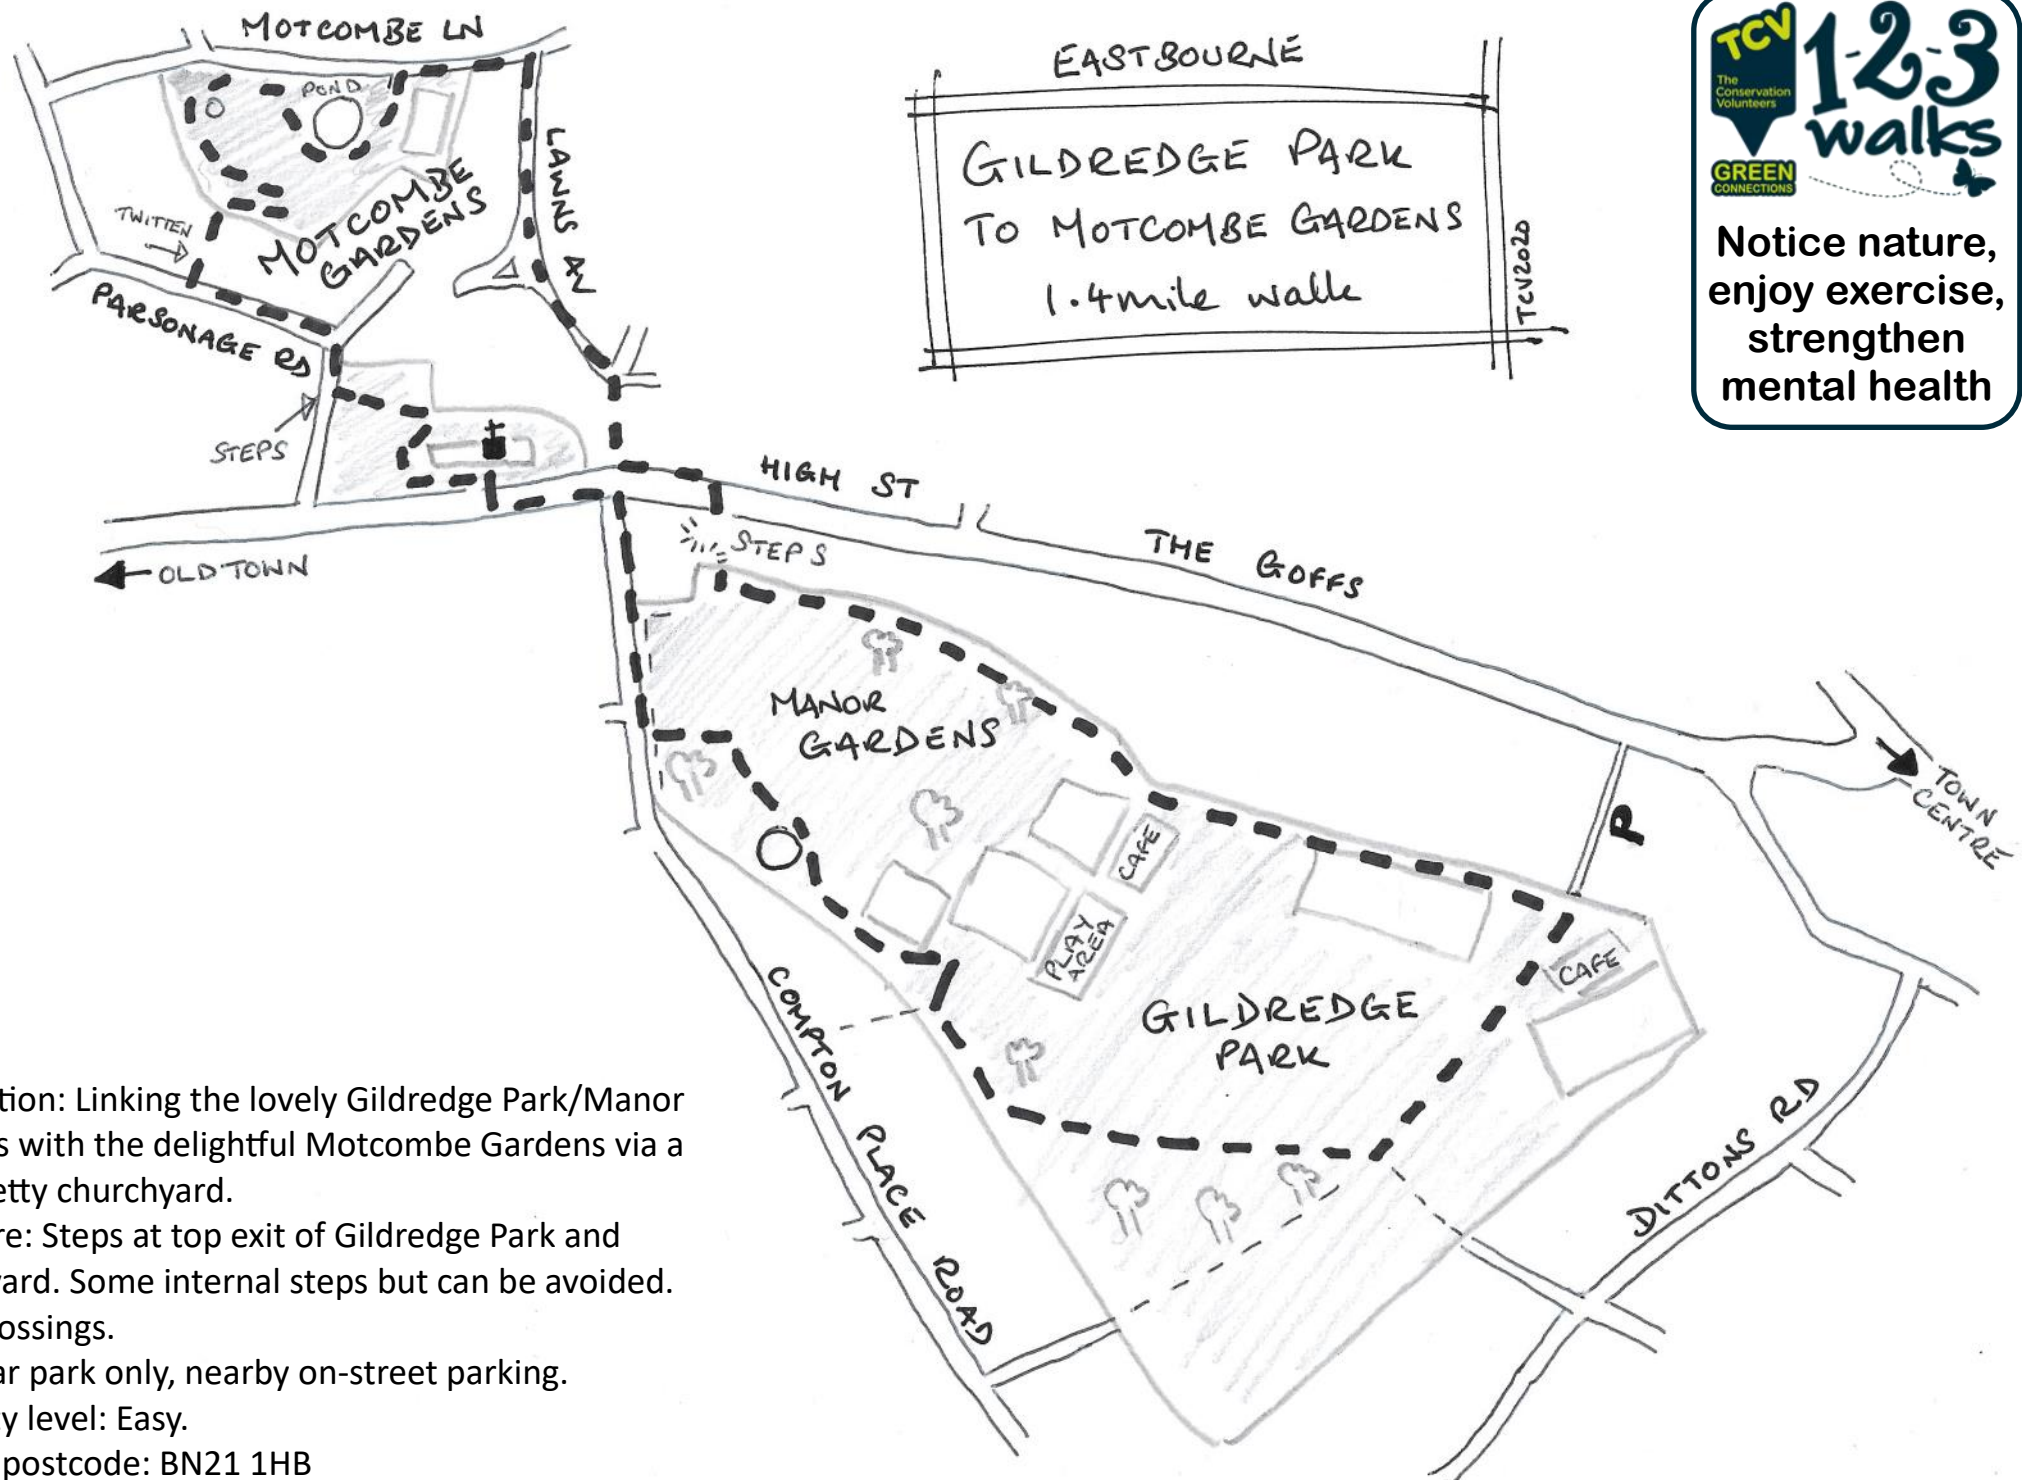 MOTCOMBE LN
POND
MOTCOMBE
GARDENS
TWITTEN
PARSONAGE RD
STEPS
LAWNS AV
EASTBOURNE
GILDREDGE PARK
TO MOTCOMBE GARDENS
1.4 mile walk
TCV2020
TCV
The
Conservation
Volunteers
GREEN
CONNECTIONS
1-2-3
walks
Notice nature,
enjoy exercise,
strengthen
mental health
HIGH ST
STEPS
OLD TOWN
THE GOFFS
MANOR
GARDENS
CAFE
PLAY
AREA
P
TOWN
CENTRE
CAFE
GILDREDGE
PARK
COMPTON PLACE ROAD
DITTONS RD
tion: Linking the lovely Gildredge Park/Manor
s with the delightful Motcombe Gardens via a
etty churchyard.
re: Steps at top exit of Gildredge Park and
ard. Some internal steps but can be avoided.
ossings.
ar park only, nearby on-street parking.
y level: Easy.
postcode: BN21 1HB